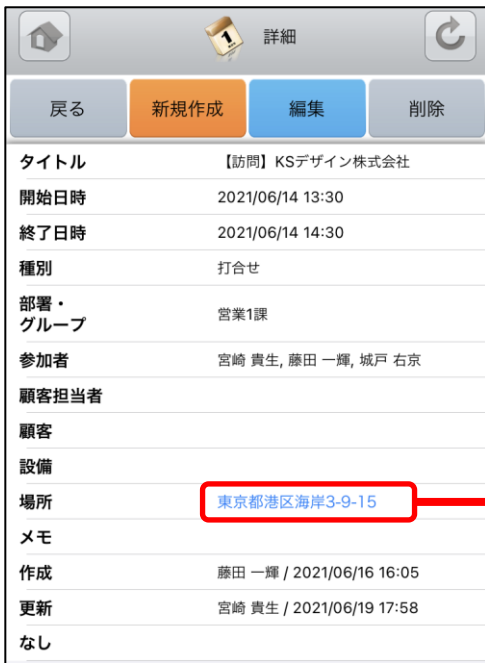 1
詳細
戻る 新規作成 編集 削除
タイトル 【訪問】KSデザイン株式会社
開始日時 2021/06/14 13:30
終了日時 2021/06/14 14:30
種別 打合せ
部署・
グループ 営業1課
参加者 宮崎 貴生, 藤田 一輝, 城戸 右京
顧客担当者
顧客
設備
場所 東京都港区海岸3-9-15
メモ
作成 藤田 一輝 / 2021/06/16 16:05
更新 宮崎 貴生 / 2021/06/19 17:58
なし